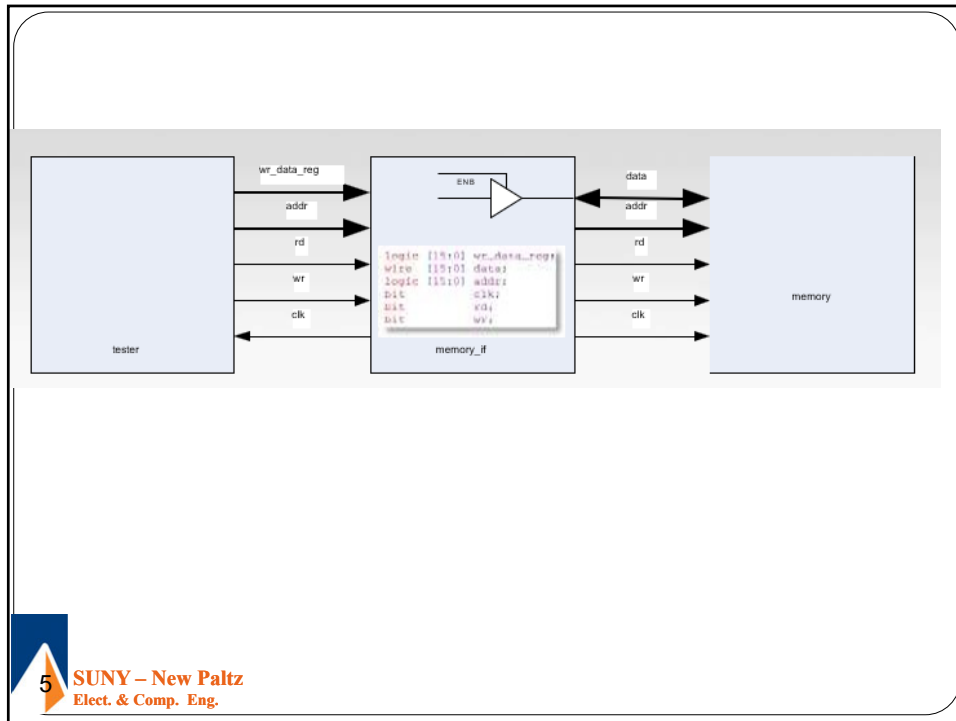 wr_data_reg
addr
rd
wr
clk
tester
ENB
logic [15:0] wr_data_reg;
wire [15:0] data;
logic [15:0] addr;
bit clk;
bit rd;
bit wr;
memory_if
data
addr
rd
wr
clk
memory
5
SUNY – New Paltz
Elect. & Comp. Eng.